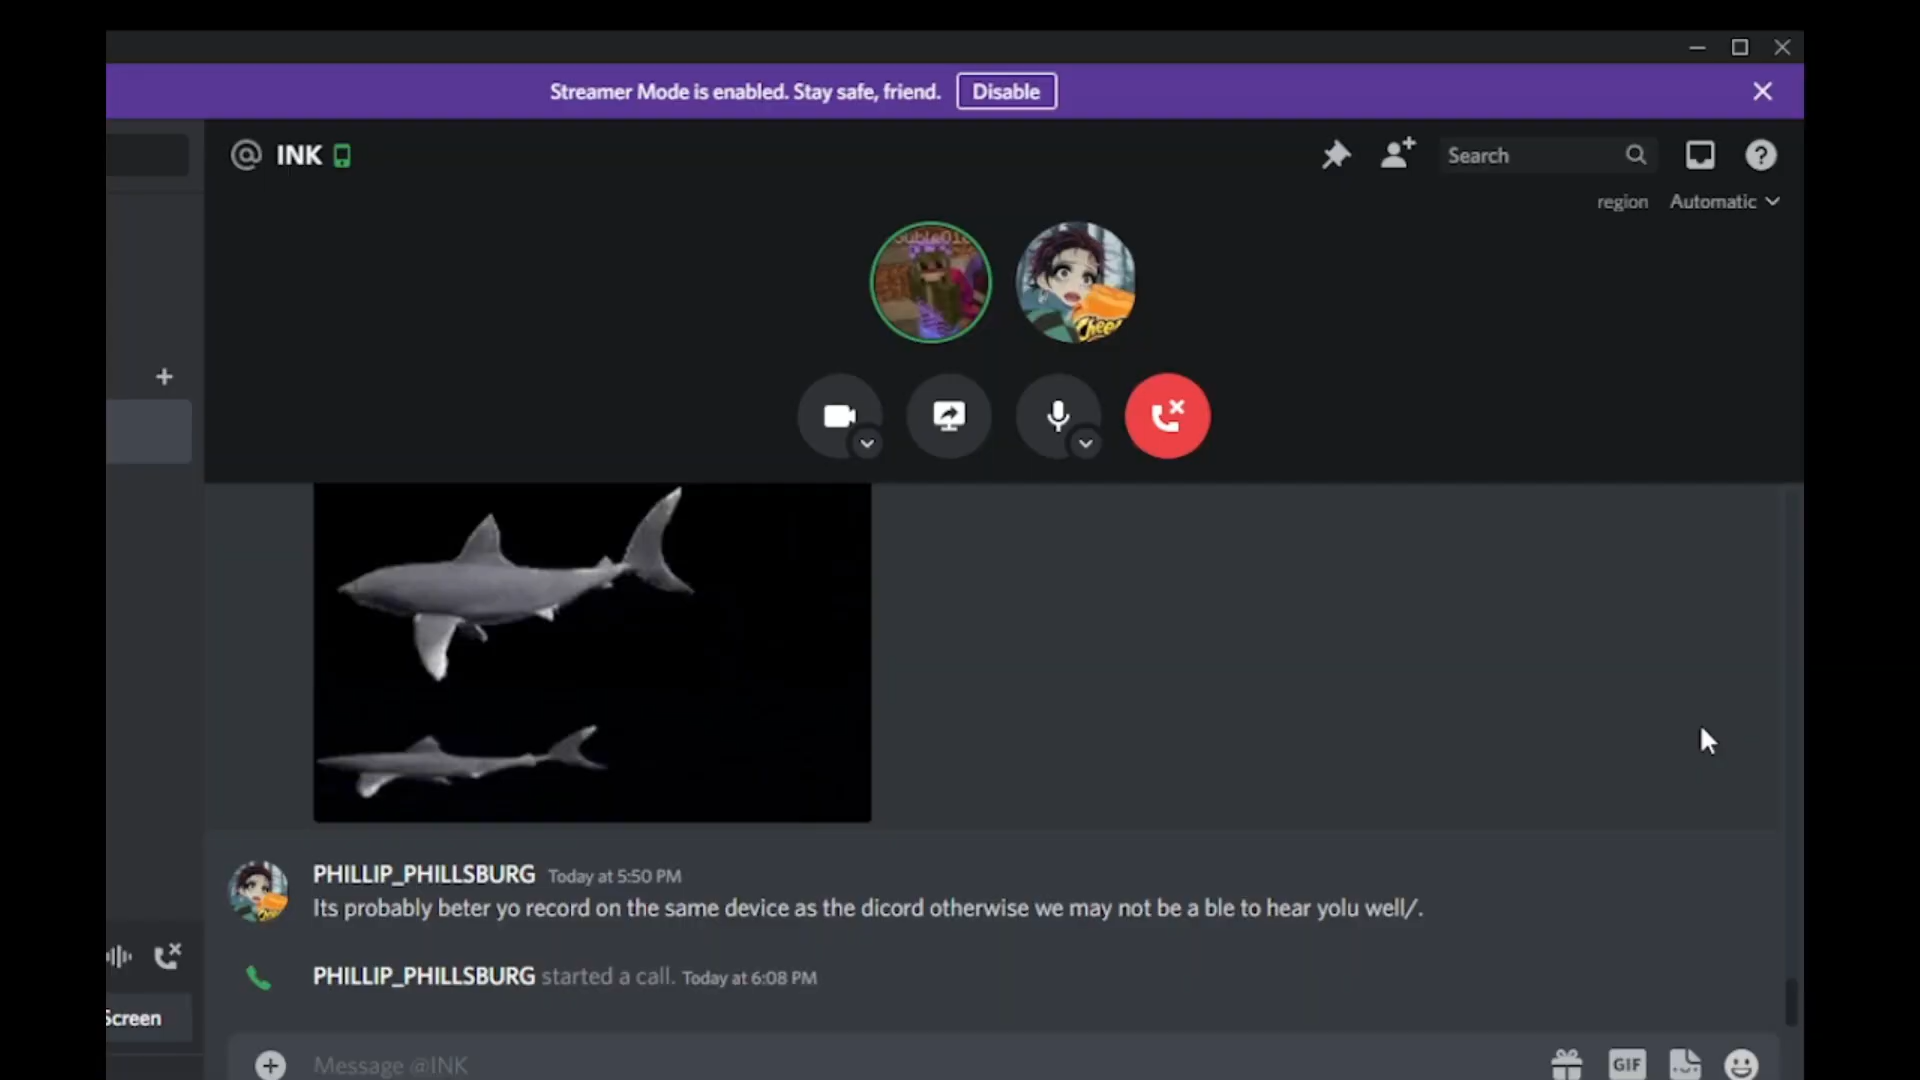 Streamer Mode is enabled. Stay safe, friend. Disable
@ INK
Search
region Automatic
Chee
PHILLIP_PHILLSBURG Today at 5:50 PM
Its probably beter yo record on the same device as the dicord otherwise we may not be a ble to hear yolu well/.
PHILLIP_PHILLSBURG started a call. Today at 6:08 PM
Screen
Message @INK
GIF